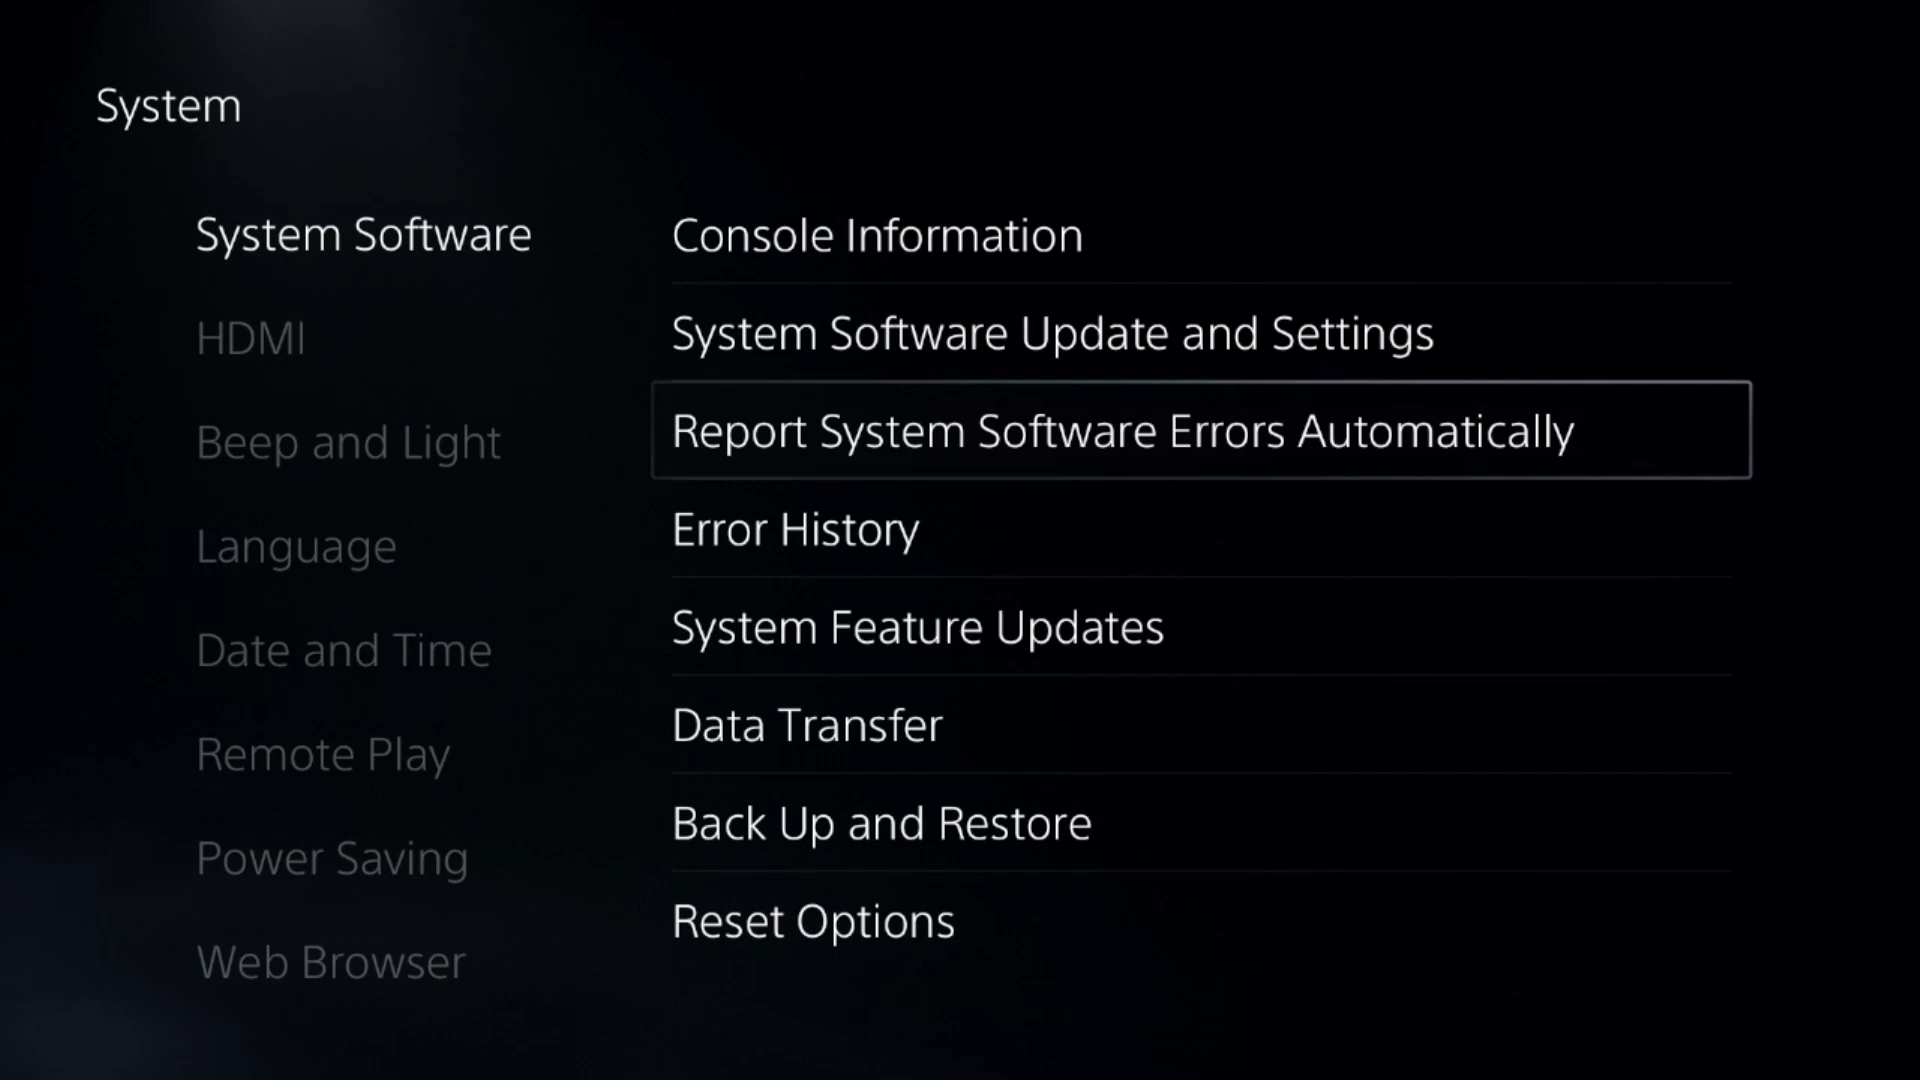 System
System Software
HDMI
Beep and Light
Language
Date and Time
Remote Play
Power Saving
Web Browser
Console Information
System Software Update and Settings
Report System Software Errors Automatically
Error History
System Feature Updates
Data Transfer
Back Up and Restore
Reset Options